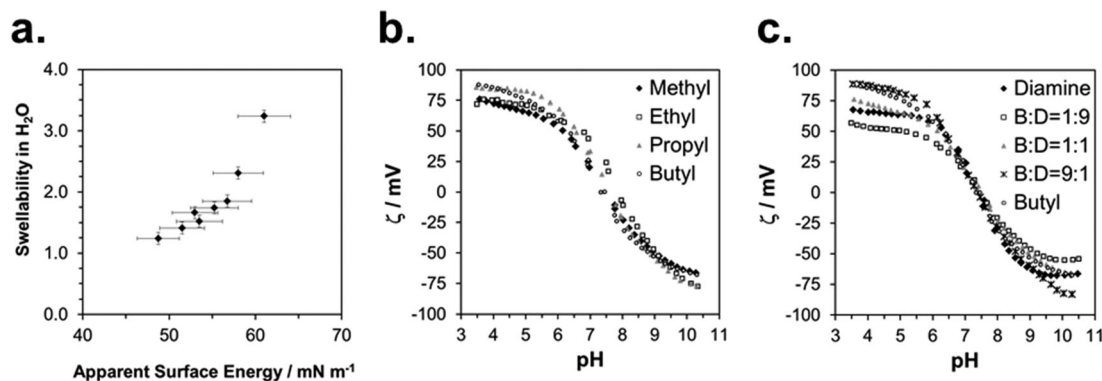 a.
4.0
3.0
2.0
1.0
0.0
Swellability in H₂O
40
50
60
70
Apparent Surface Energy / mN m⁻¹
b.
100
75
50
25
0
-25
-50
-75
-100
ζ / mV
Methyl
Ethyl
Propyl
Butyl
3 4 5 6 7 8 9 10 11
pH
c.
100
75
50
25
0
-25
-50
-75
-100
ζ / mV
Diamine
B:D=1:9
B:D=1:1
B:D=9:1
Butyl
3 4 5 6 7 8 9 10 11
pH